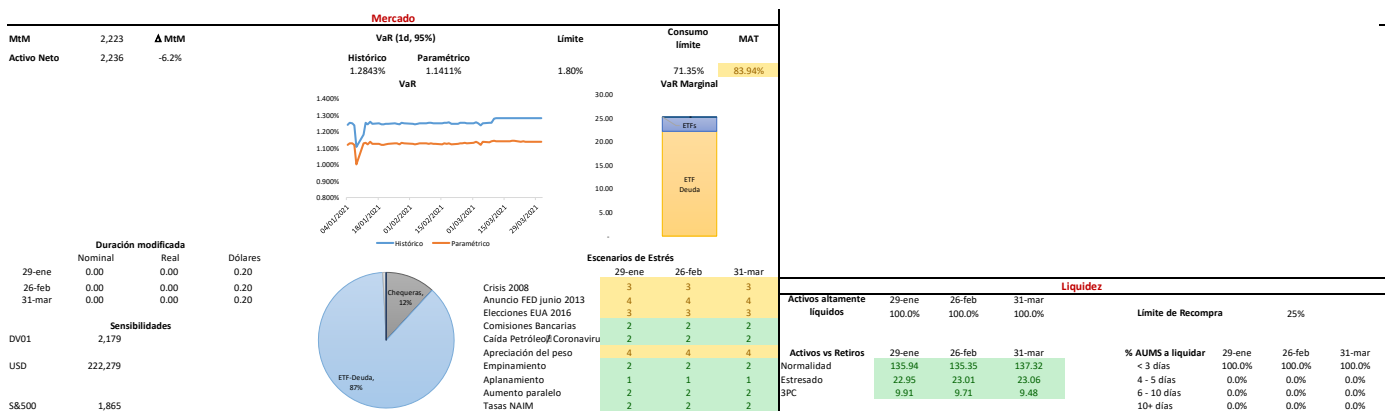 Mercado
MtM 2,223 Δ MtM VaR (1d, 95%) Límite Consumo límite MAT
Activo Neto 2,236 -6.2% Histórico Paramétrico
1.2843% 1.1411% 1.80% 71.35% 83.94%
VaR
1.400%
1.300%
1.200%
1.100%
1.000%
0.900%
0.800%
04/01/2021 18/01/2021 01/02/2021 15/02/2021 01/03/2021 15/03/2021 29/03/2021
Histórico Paramétrico
VaR Marginal
30.00
25.00
20.00
15.00
10.00
5.00
-
ETFs
ETF
Deuda
Duración modificada
Nominal Real Dólares
29-ene 0.00 0.00 0.20
26-feb 0.00 0.00 0.20
31-mar 0.00 0.00 0.20
Sensibilidades
DV01 2,179
USD 222,279
S&500 1,865
Chequeras,
12%
ETF-Deuda,
87%
Escenarios de Estrés
29-ene 26-feb 31-mar
Crisis 2008 3 3 3
Anuncio FED junio 2013 4 4 4
Elecciones EUA 2016 3 3 3
Comisiones Bancarias 2 2 2
Caída Petróleo/ Coronaviru 2 2 2
Apreciación del peso 4 4 4
Empinamiento 2 2 2
Aplanamiento 1 1 1
Aumento paralelo 2 2 2
Tasas NAIM 2 2 2
Liquidez
Activos altamente líquidos 29-ene 26-feb 31-mar
100.0% 100.0% 100.0% Límite de Recompra 25%
Activos vs Retiros 29-ene 26-feb 31-mar
Normalidad 135.94 135.35 137.32
Estresado 22.95 23.01 23.06
3PC 9.91 9.71 9.48
% AUMS a liquidar 29-ene 26-feb 31-mar
< 3 días 100.0% 100.0% 100.0%
4 - 5 días 0.0% 0.0% 0.0%
6 - 10 días 0.0% 0.0% 0.0%
10+ días 0.0% 0.0% 0.0%